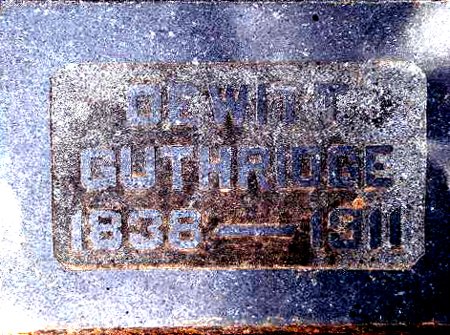 DEWITT
GUTHRIDGE
1838 — 1911